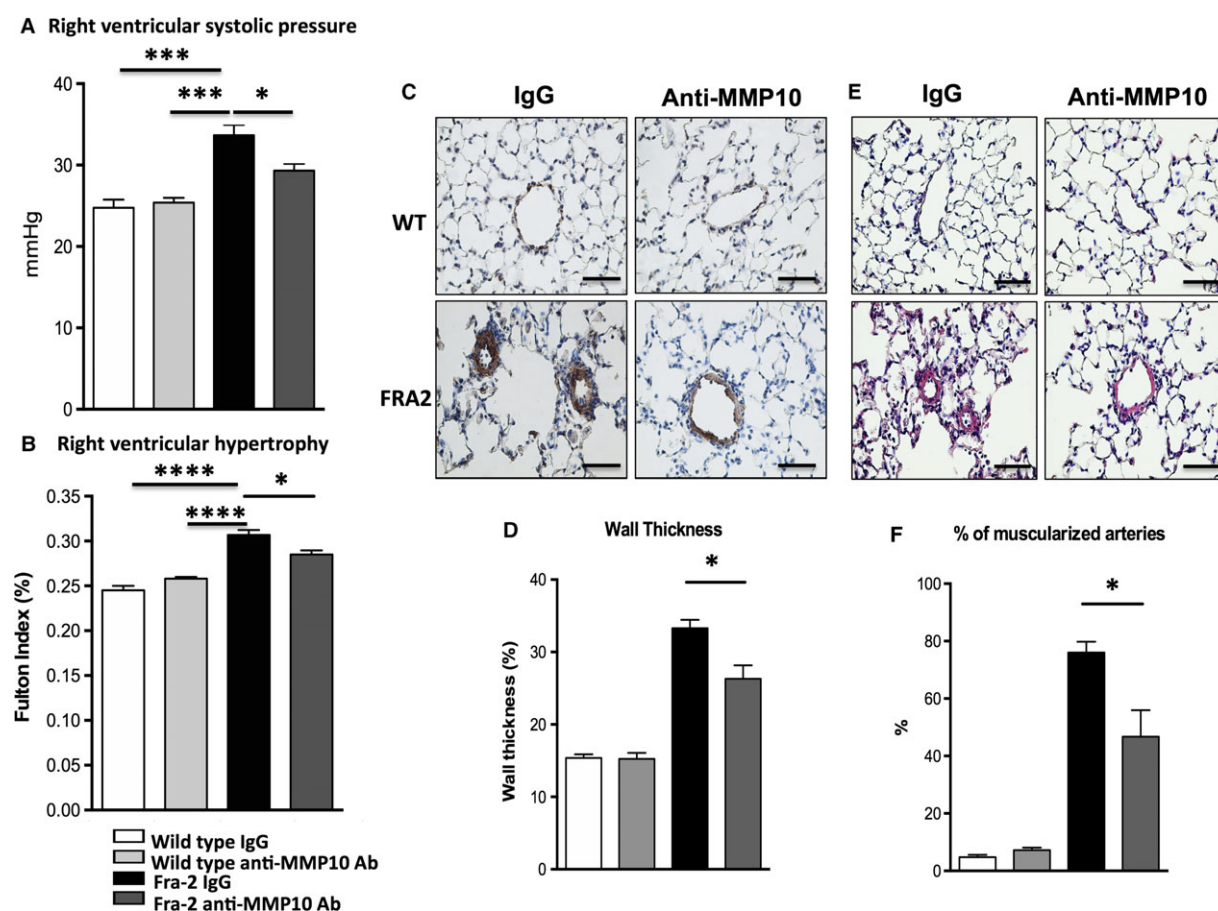 A Right ventricular systolic pressure
***
*** *
40
30
20
10
0
mmHg
B Right ventricular hypertrophy
****
*
****
0.35
0.30
0.25
0.20
0.15
0.10
0.05
0.00
Fulton Index (%)
Wild type IgG
Wild type anti-MMP10 Ab
Fra-2 IgG
Fra-2 anti-MMP10 Ab
C IgG Anti-MMP10
WT
FRA2
E IgG Anti-MMP10
D Wall Thickness
*
40
30
20
10
0
Wall thickness (%)
F % of muscularized arteries
*
100
80
60
40
20
0
%